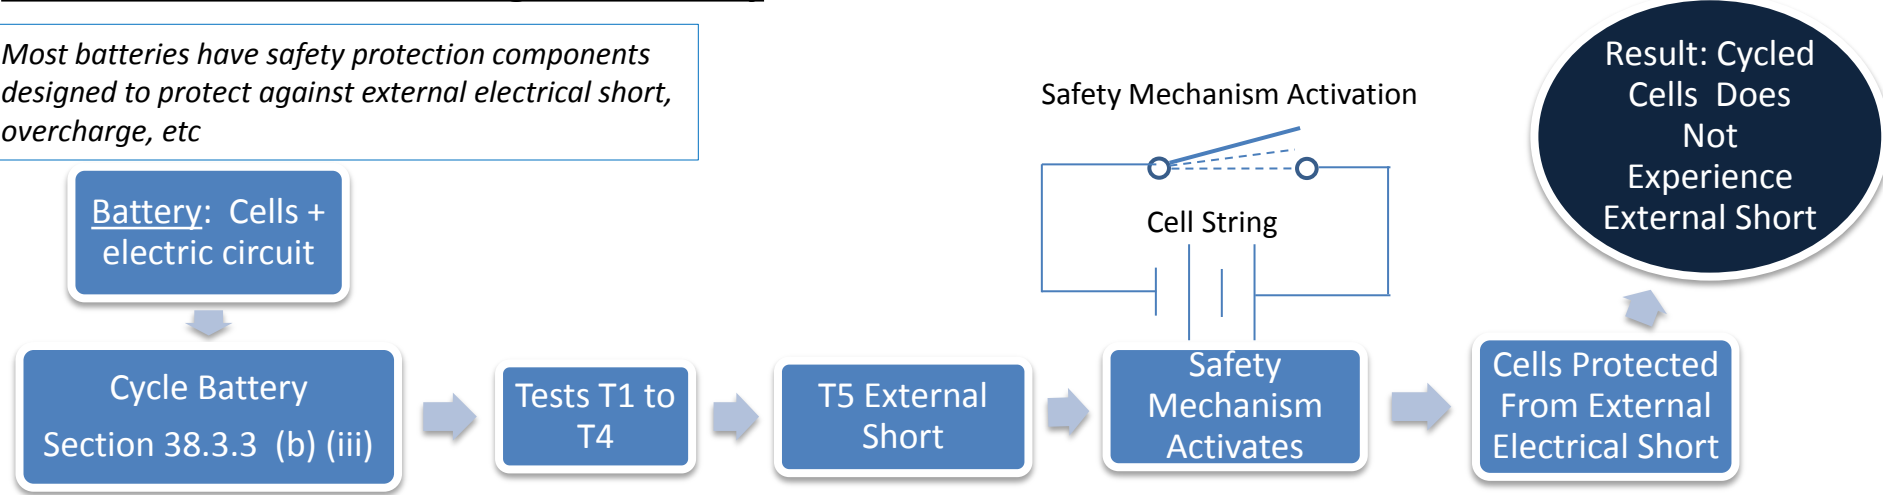 Most batteries have safety protection components
designed to protect against external electrical short,
overcharge, etc
Battery: Cells +
electric circuit
Cycle Battery
Section 38.3.3 (b) (iii)
Tests T1 to
T4
T5 External
Short
Safety Mechanism Activation
Cell String
Safety
Mechanism
Activates
Cells Protected
From External
Electrical Short
Result: Cycled
Cells Does
Not
Experience
External Short